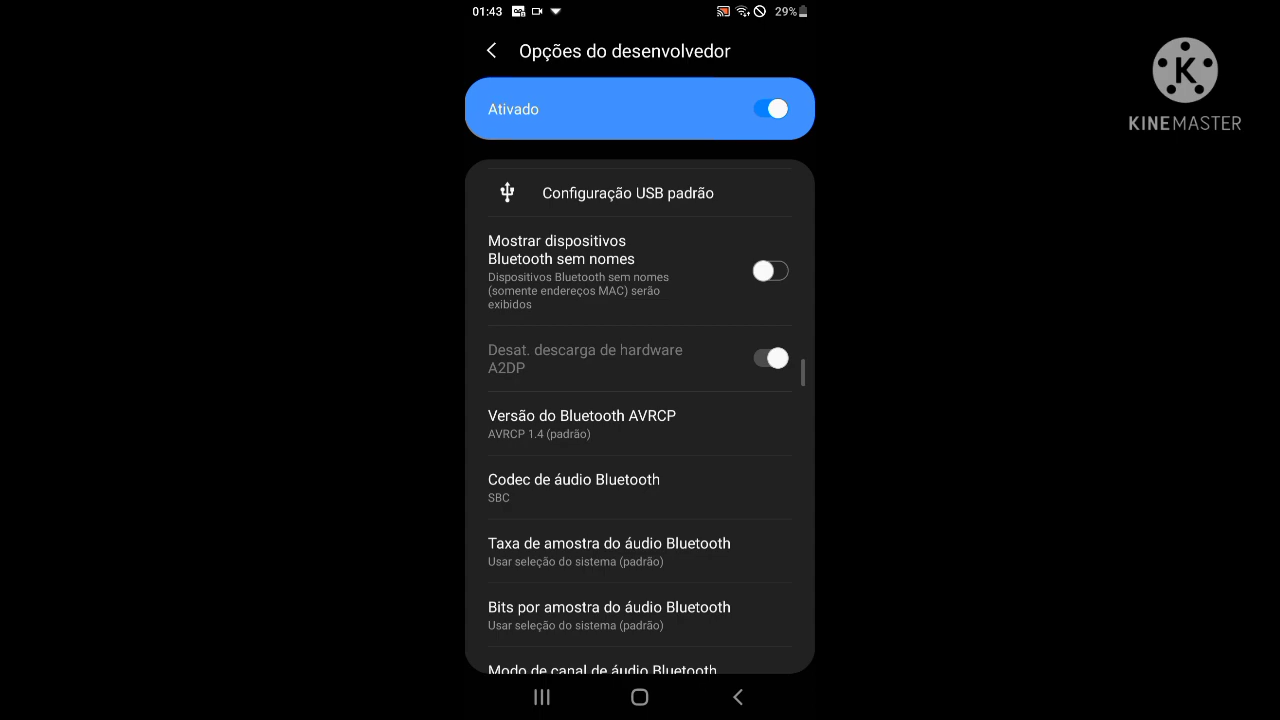 01:43
29%
Opções do desenvolvedor
Ativado
Configuração USB padrão
Mostrar dispositivos
Bluetooth sem nomes
Dispositivos Bluetooth sem nomes
(somente endereços MAC) serão
exibidos
Desat. descarga de hardware
A2DP
Versão do Bluetooth AVRCP
AVRCP 1.4 (padrão)
Codec de áudio Bluetooth
SBC
Taxa de amostra do áudio Bluetooth
Usar seleção do sistema (padrão)
Bits por amostra do áudio Bluetooth
Usar seleção do sistema (padrão)
Modo de canal de áudio Bluetooth
K
KINEMASTER